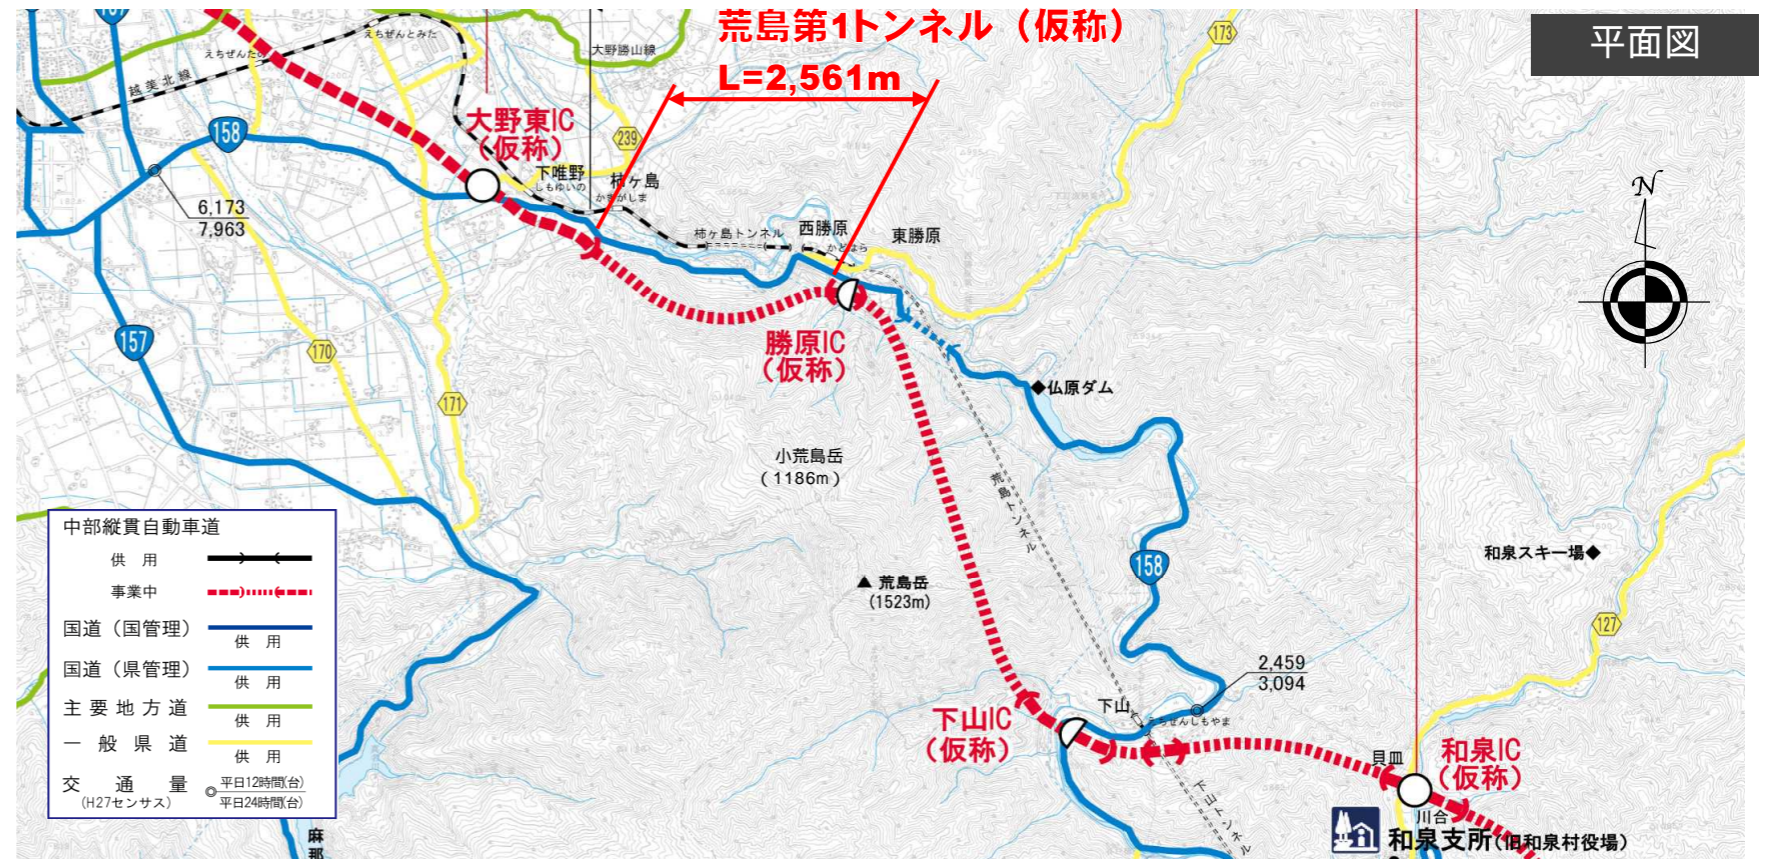 荒島第1トンネル（仮称）
L=2,561m
平面図
157
えちぜんとみた
えちぜんたの
大野勝山線
173
越美北線
158
大野東IC
(仮称)
239
下唯野
しもゆいの
柿ヶ島
かきがしま
6,173
7,963
柿ヶ島トンネル
西勝原
かどはら
東勝原
N
157
170
171
勝原IC
(仮称)
仏原ダム
小荒島岳
(1186m)
荒島トンネル
荒島岳
(1523m)
158
和泉スキー場
127
2,459
3,094
下山
えちぜんしもやま
下山IC
(仮称)
下山トンネル
貝皿
和泉IC
(仮称)
川合
和泉支所(旧和泉村役場)
中部縦貫自動車道
供用
事業中
国道（国管理）
供用
国道（県管理）
供用
主要地方道
供用
一般県道
供用
交通量
(H27センサス)
平日12時間(台)
平日24時間(台)
麻
那